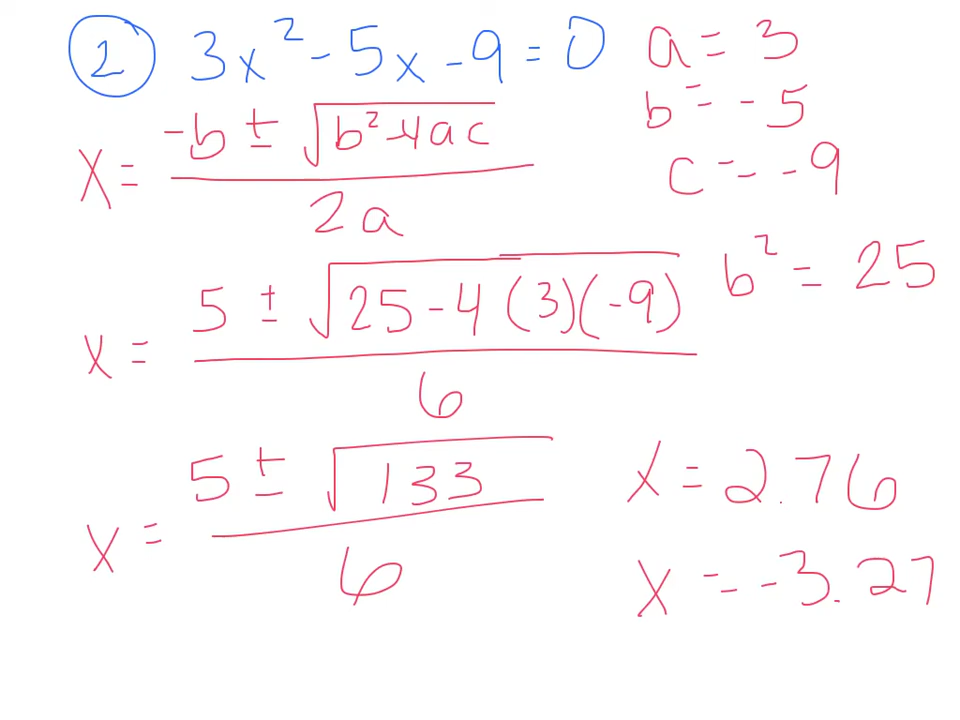 ② 3x² - 5x - 9 = 0
a = 3
b = - 5
c = - 9
x = (-b ± √(b² - 4ac)) / 2a
b² = 25
x = (5 ± √(25 - 4 (3)(-9))) / 6
x = (5 ± √133) / 6
x = 2.76
x = -3.27